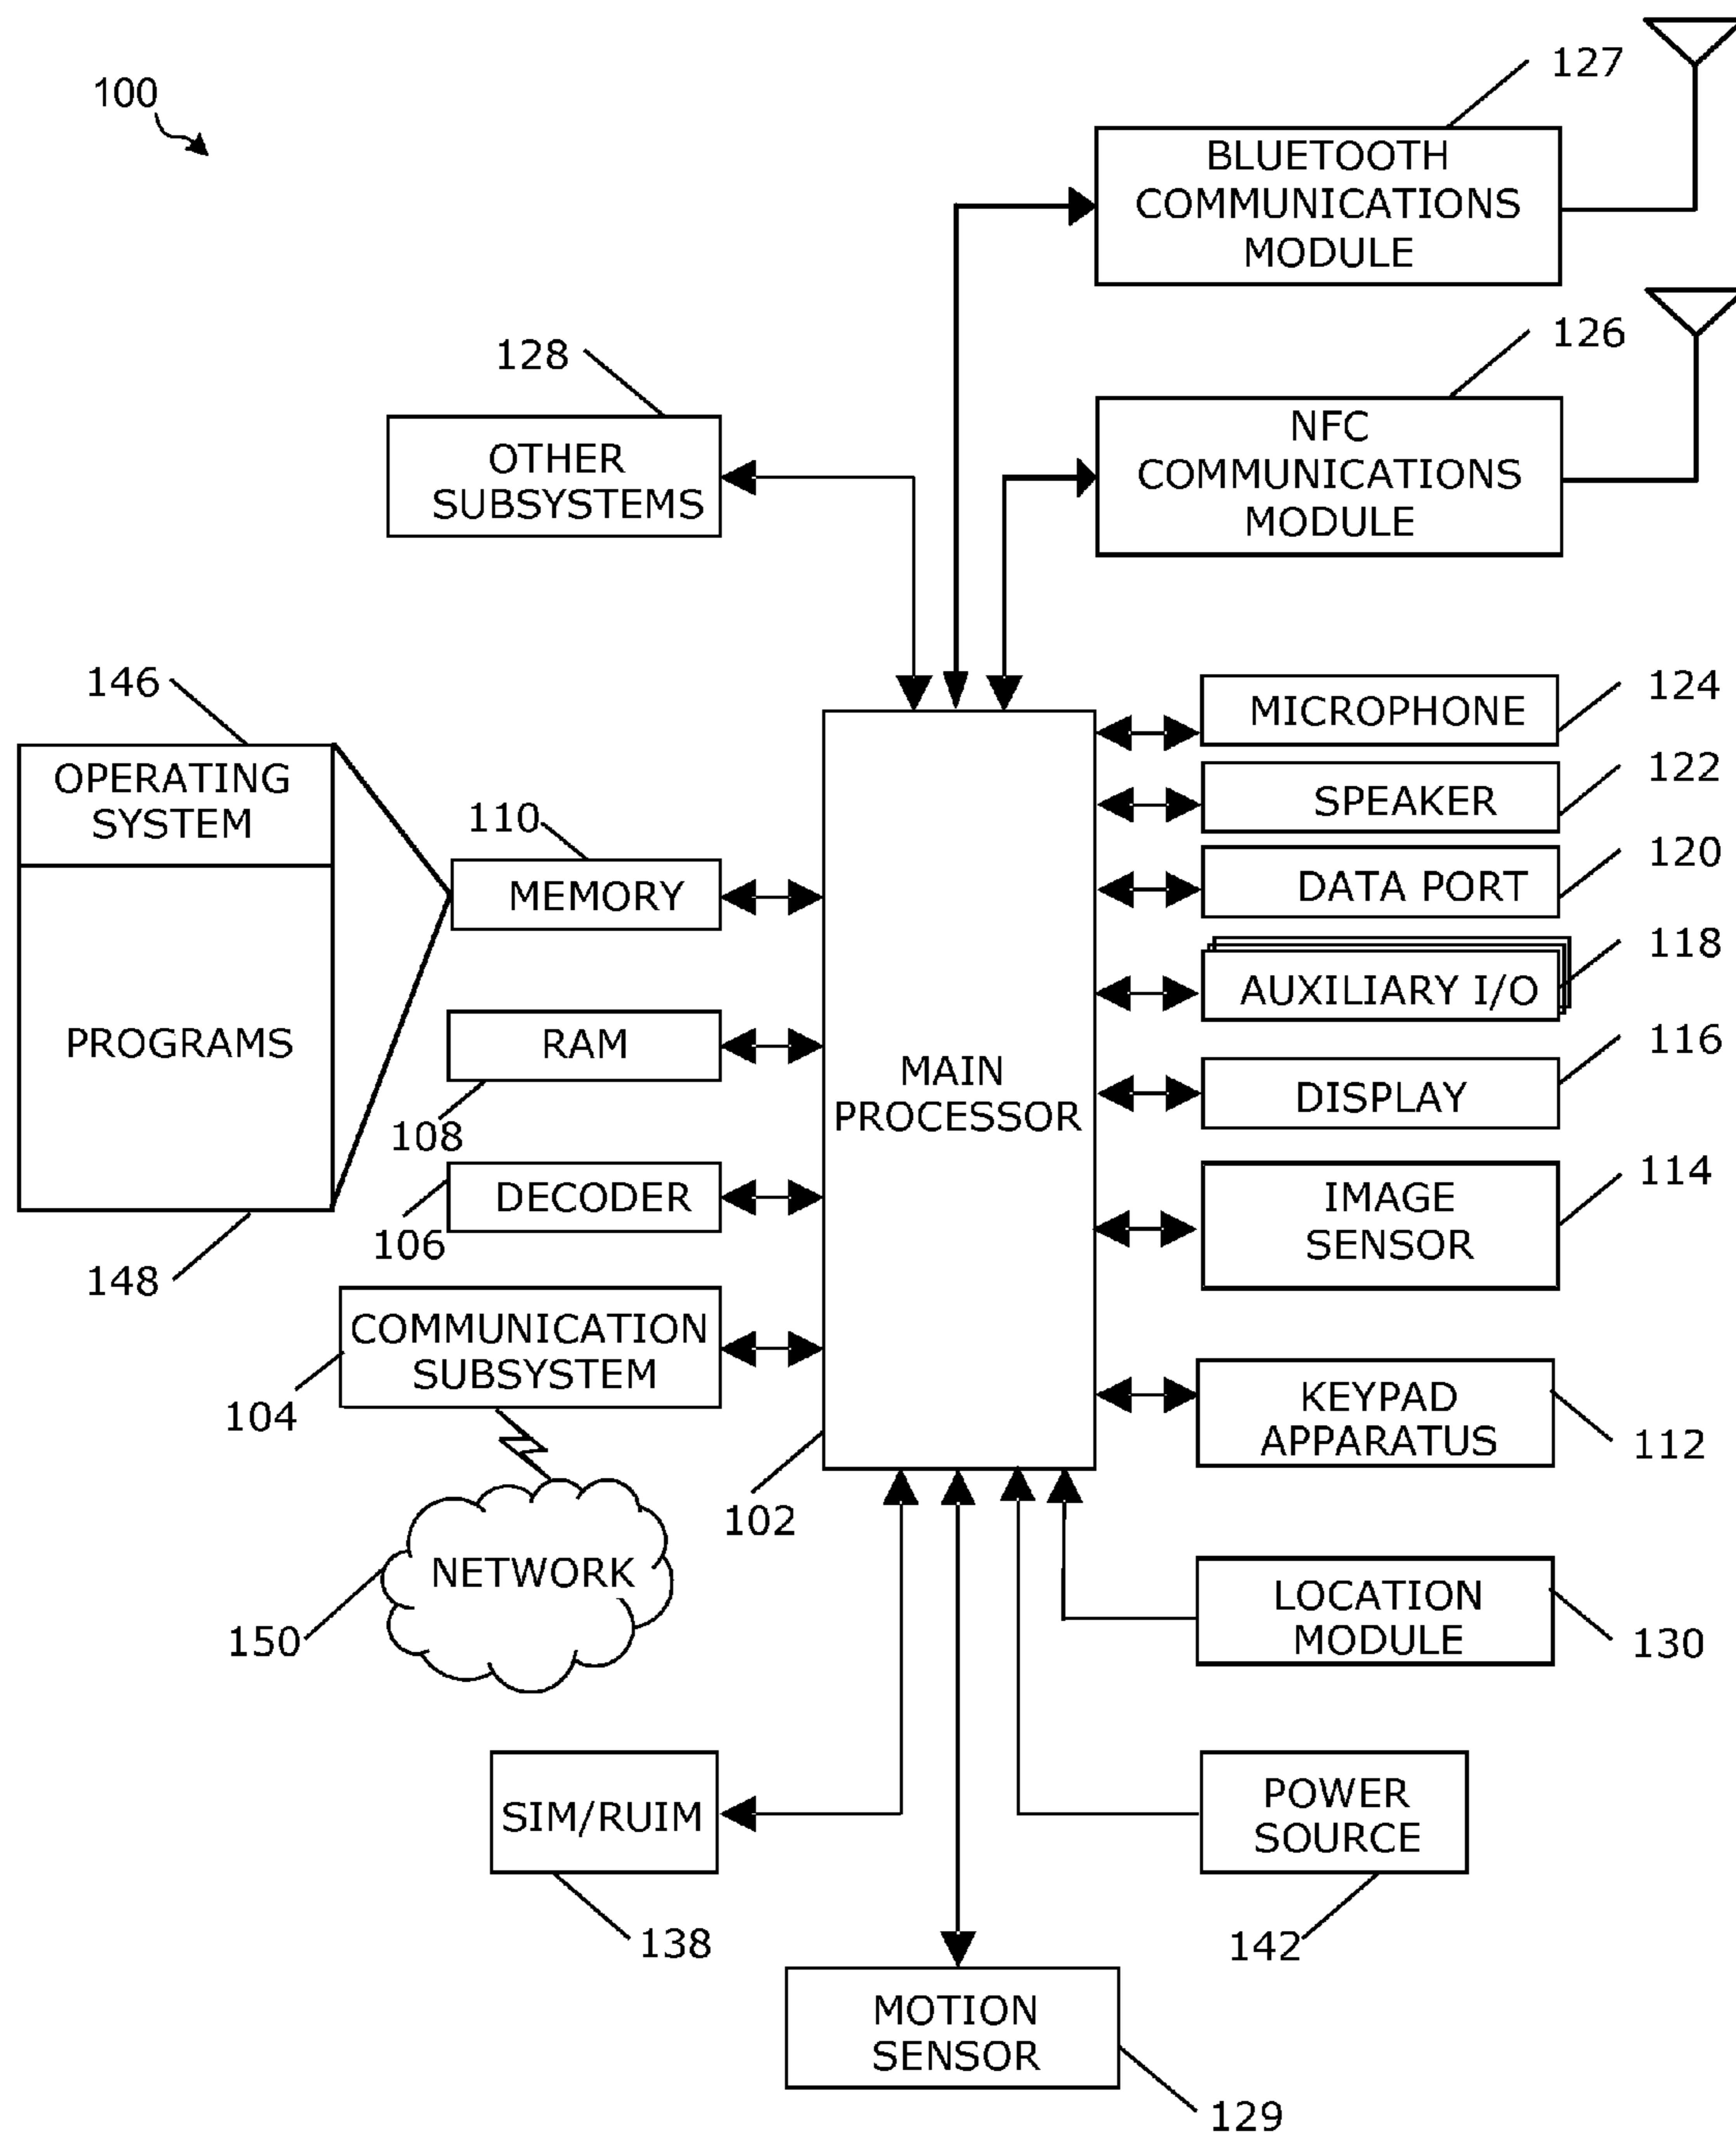 100
127
BLUETOOTH
COMMUNICATIONS
MODULE
126
NFC
COMMUNICATIONS
MODULE
128
OTHER
SUBSYSTEMS
146
OPERATING
SYSTEM
PROGRAMS
148
110
MEMORY
RAM
108
DECODER
106
COMMUNICATION
SUBSYSTEM
104
NETWORK
150
MAIN
PROCESSOR
102
MICROPHONE
124
SPEAKER
122
DATA PORT
120
AUXILIARY I/O
118
DISPLAY
116
IMAGE
SENSOR
114
KEYPAD
APPARATUS
112
LOCATION
MODULE
130
SIM/RUIM
138
POWER
SOURCE
142
MOTION
SENSOR
129